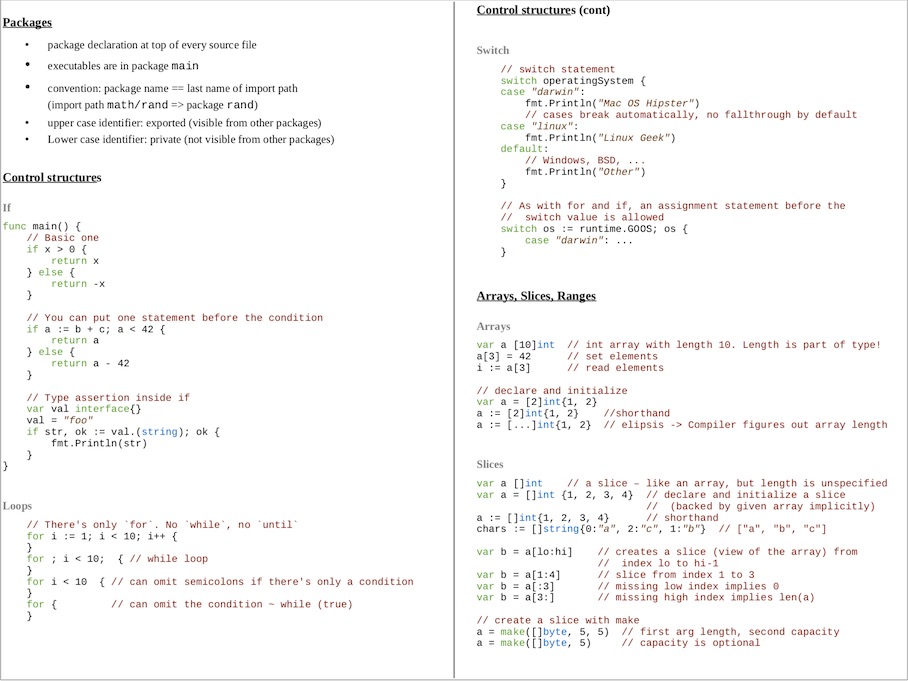 Packages
• package declaration at top of every source file
• executables are in package main
• convention: package name == last name of import path
(import path math/rand => package rand)
• upper case identifier: exported (visible from other packages)
• Lower case identifier: private (not visible from other packages)
Control structures
If
func main() {
    // Basic one
    if x > 0 {
        return x
    } else {
        return -x
    }
    // You can put one statement before the condition
    if a := b + c; a < 42 {
        return a
    } else {
        return a - 42
    }
    // Type assertion inside if
    var val interface{}
    val = "foo"
    if str, ok := val.(string); ok {
        fmt.Println(str)
    }
}
Loops
    // There's only `for`. No `while`, no `until`
    for i := 1; i < 10; i++ {
    }
    for ; i < 10;  { // while loop
    }
    for i < 10  { // can omit semicolons if there's only a condition
    }
    for {         // can omit the condition ~ while (true)
    }
Control structures (cont)
Switch
    // switch statement
    switch operatingSystem {
    case "darwin":
        fmt.Println("Mac OS Hipster")
        // cases break automatically, no fallthrough by default
    case "linux":
        fmt.Println("Linux Geek")
    default:
        // Windows, BSD, ...
        fmt.Println("Other")
    }
    // As with for and if, an assignment statement before the
    //  switch value is allowed
    switch os := runtime.GOOS; os {
        case "darwin": ...
    }
Arrays, Slices, Ranges
Arrays
var a [10]int  // int array with length 10. Length is part of type!
a[3] = 42      // set elements
i := a[3]      // read elements
// declare and initialize
var a = [2]int{1, 2}
a := [2]int{1, 2}    //shorthand
a := [...]int{1, 2}  // elipsis -> Compiler figures out array length
Slices
var a []int    // a slice – like an array, but length is unspecified
var a = []int {1, 2, 3, 4}  // declare and initialize a slice
                            //  (backed by given array implicitly)
a := []int{1, 2, 3, 4}      // shorthand
chars := []string{0:"a", 2:"c", 1:"b"}  // ["a", "b", "c"]
var b = a[lo:hi]    // creates a slice (view of the array) from
                    //  index lo to hi-1
var b = a[1:4]      // slice from index 1 to 3
var b = a[:3]       // missing low index implies 0
var b = a[3:]       // missing high index implies len(a)
// create a slice with make
a = make([]byte, 5, 5)  // first arg length, second capacity
a = make([]byte, 5)     // capacity is optional